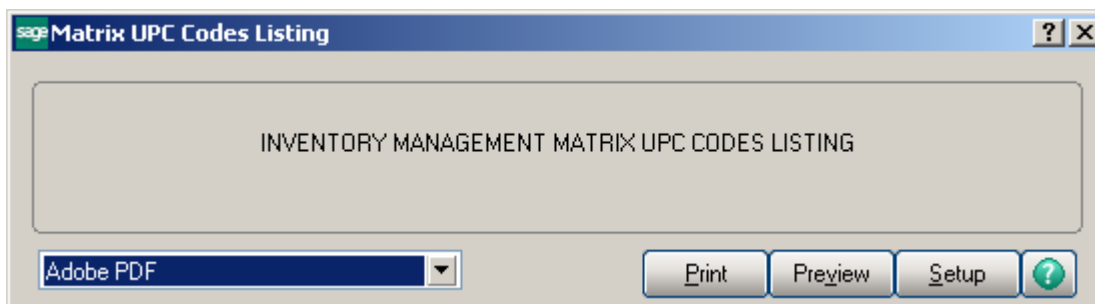 sage Matrix UPC Codes Listing ? X
INVENTORY MANAGEMENT MATRIX UPC CODES LISTING
Adobe PDF Print Preview Setup ?